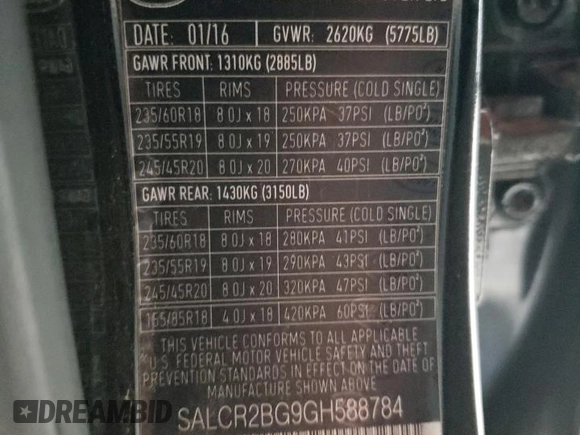 DATE: 01/16 GVWR: 2620KG (5775LB)
GAWR FRONT: 1310KG (2885LB)
TIRES RIMS PRESSURE (COLD SINGLE)
235/60R18 8.0J x 18 250KPA 37PSI (LB/PO²)
235/55R19 8.0J x 19 250KPA 37PSI (LB/PO²)
245/45R20 8.0J x 20 270KPA 40PSI (LB/PO²)
GAWR REAR: 1430KG (3150LB)
TIRES RIMS PRESSURE (COLD SINGLE)
235/60R18 8.0J x 18 280KPA 41PSI (LB/PO²)
235/55R19 8.0J x 19 290KPA 43PSI (LB/PO²)
245/45R20 8.0J x 20 320KPA 47PSI (LB/PO²)
165/85R18 4.0J x 18 420KPA 60PSI (LB/PO²)
THIS VEHICLE CONFORMS TO ALL APPLICABLE
U.S. FEDERAL MOTOR VEHICLE SAFETY AND THEFT
PREVENTION STANDARDS IN EFFECT ON THE DATE OF
MANUFACTURE SHOWN ABOVE.
SALCR2BG9GH588784
DIRECT